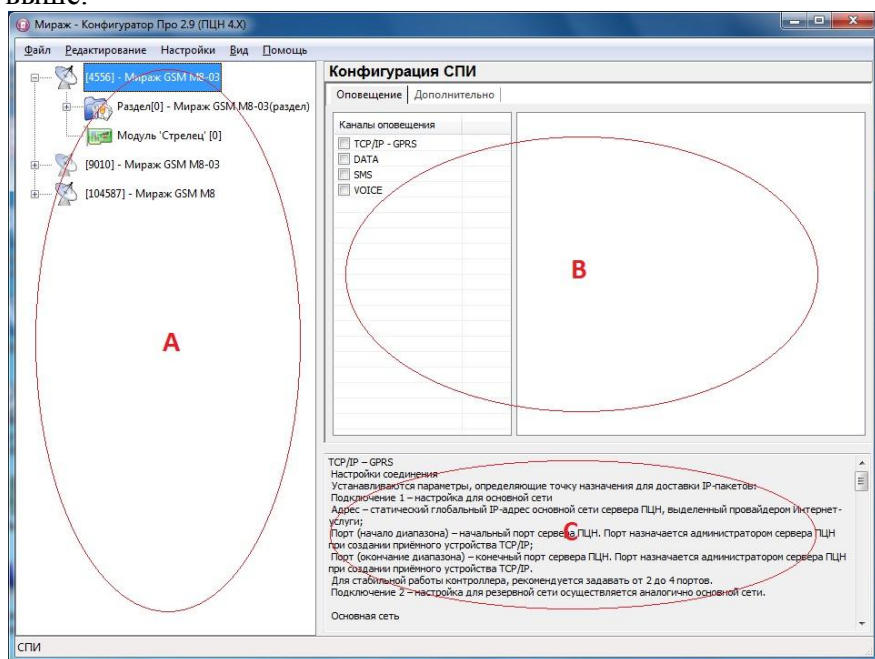 выше.
Мираж - Конфигуратор Про 2.9 (ПЦН 4.X)
Файл Редактирование Настройки Вид Помощь
[4556] - Мираж GSM M8-03
Раздел[0] - Мираж GSM M8-03(раздел)
Модуль 'Стрелец' [0]
[9010] - Мираж GSM M8-03
[104587] - Мираж GSM M8
A
Конфигурация СПИ
Оповещение Дополнительно
Каналы оповещения
TCP/IP - GPRS
DATA
SMS
VOICE
B
TCP/IP – GPRS
Настройки соединения
Устанавливаются параметры, определяющие точку назначения для доставки IP-пакетов:
Подключение 1 – настройка для основной сети
Адрес – статический глобальный IP-адрес основной сети сервера ПЦН, выделенный провайдером Интернет-
услуги;
Порт (начало диапазона) – начальный порт сервера ПЦН. Порт назначается администратором сервера ПЦН
при создании приёмного устройства TCP/IP;
Порт (окончание диапазона) – конечный порт сервера ПЦН. Порт назначается администратором сервера ПЦН
при создании приёмного устройства TCP/IP.
Для стабильной работы контроллера, рекомендуется задавать от 2 до 4 портов.
Подключение 2 – настройка для резервной сети осуществляется аналогично основной сети.
Основная сеть
C
СПИ